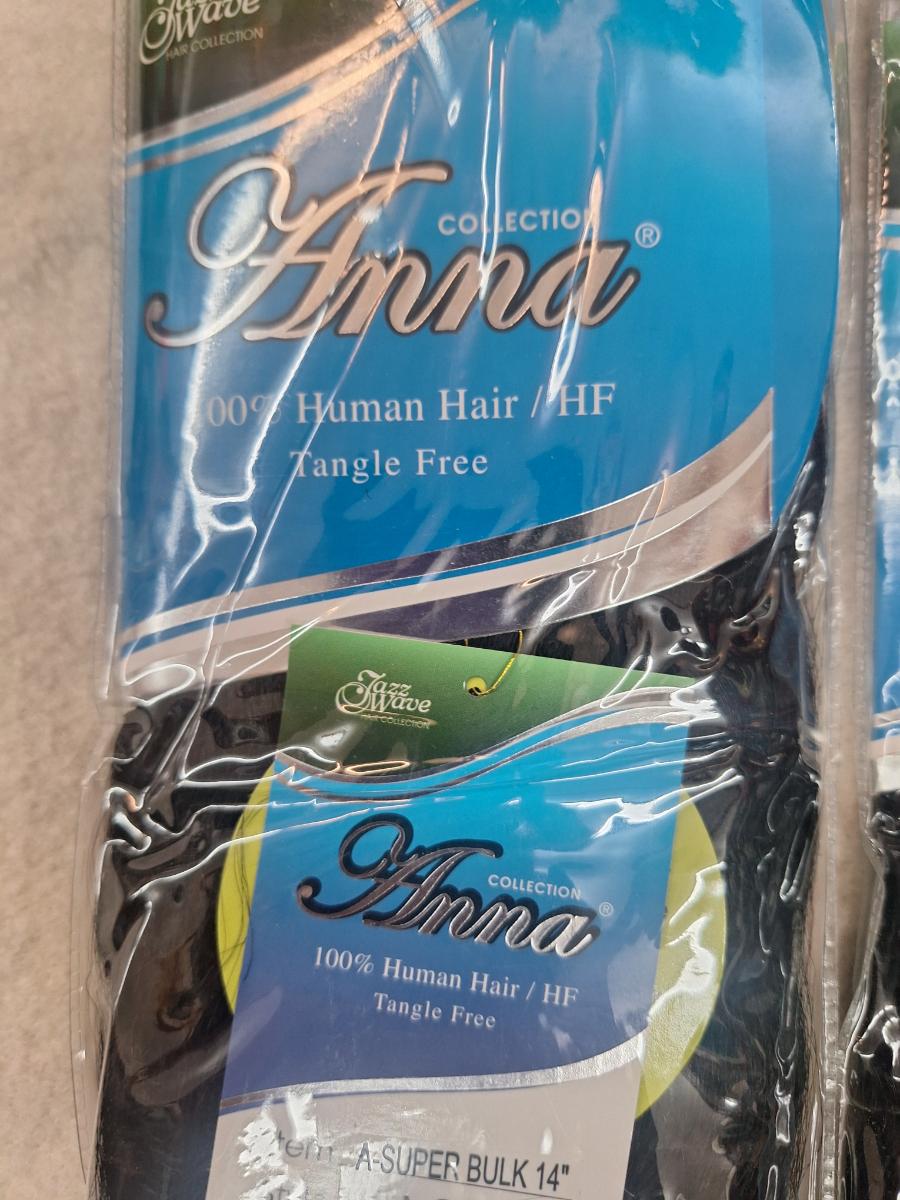 Jazz
Wave
HAIR COLLECTION
COLLECTION
Anna®
100% Human Hair / HF
Tangle Free
Jazz
Wave
HAIR COLLECTION
COLLECTION
Anna®
100% Human Hair / HF
Tangle Free
Item A-SUPER BULK 14"